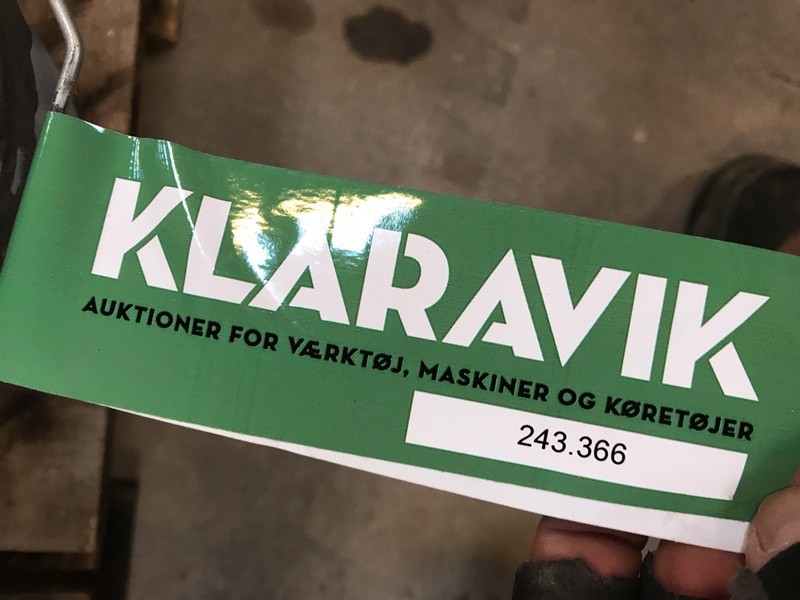 KLARAVIK
AUKTIONER FOR VÆRKTØJ, MASKINER OG KØRETØJER
243.366